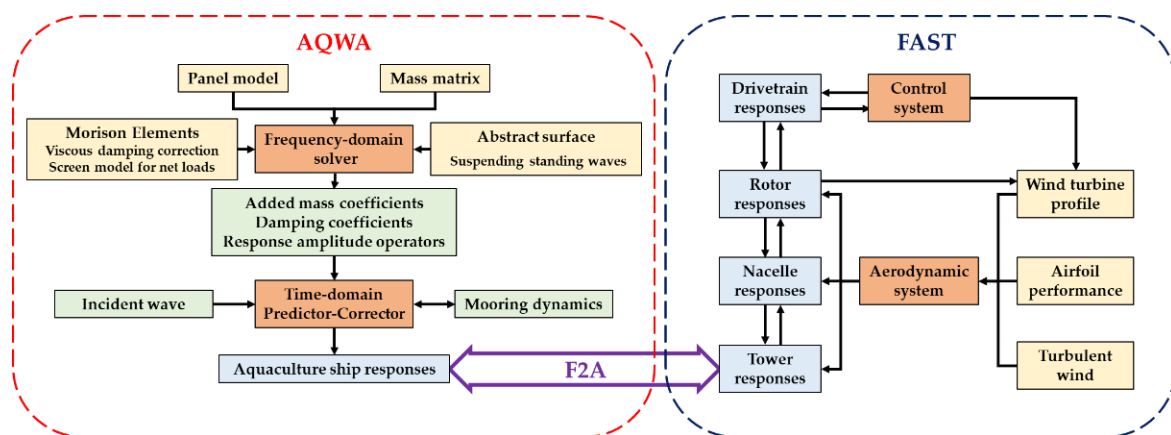 AQWA
Panel model
Mass matrix
Morison Elements
Viscous damping correction
Screen model for net loads
Frequency-domain
solver
Abstract surface
Suspending standing waves
Added mass coefficients
Damping coefficients
Response amplitude operators
Incident wave
Time-domain
Predictor-Corrector
Mooring dynamics
Aquaculture ship responses
F2A
FAST
Drivetrain
responses
Control
system
Rotor
responses
Wind turbine
profile
Nacelle
responses
Aerodynamic
system
Airfoil
performance
Tower
responses
Turbulent
wind